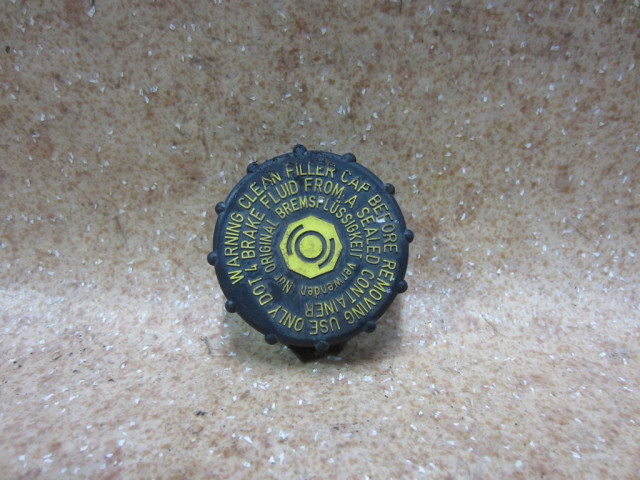 WARNING CLEAN FILLER CAP BEFORE REMOVING USE ONLY DOT 4 BRAKE FLUID FROM A SEALED CONTAINER
Nur ORIGINAL BREMSFLÜSSIGKEIT verwenden